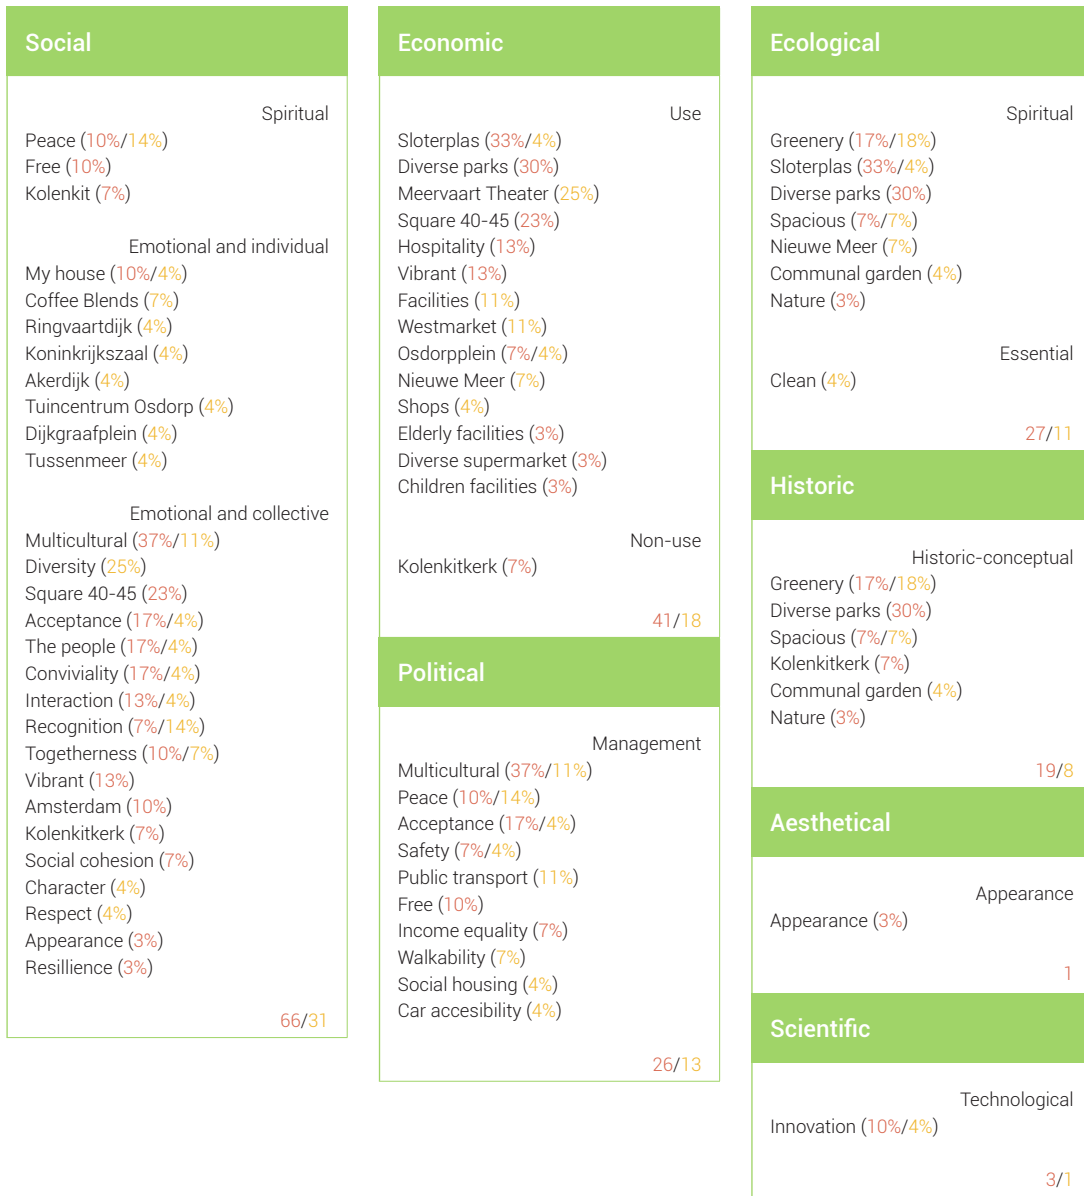 Social
Spiritual
Peace (10%/14%)
Free (10%)
Kolenkit (7%)
Emotional and individual
My house (10%/4%)
Coffee Blends (7%)
Ringvaartdijk (4%)
Koninkrijkszaal (4%)
Akerdijk (4%)
Tuincentrum Osdorp (4%)
Dijkgraafplein (4%)
Tussenmeer (4%)
Emotional and collective
Multicultural (37%/11%)
Diversity (25%)
Square 40-45 (23%)
Acceptance (17%/4%)
The people (17%/4%)
Conviviality (17%/4%)
Interaction (13%/4%)
Recognition (7%/14%)
Togetherness (10%/7%)
Vibrant (13%)
Amsterdam (10%)
Kolenkitkerk (7%)
Social cohesion (7%)
Character (4%)
Respect (4%)
Appearance (3%)
Resillience (3%)
66/31
Economic
Use
Sloterplas (33%/4%)
Diverse parks (30%)
Meervaart Theater (25%)
Square 40-45 (23%)
Hospitality (13%)
Vibrant (13%)
Facilities (11%)
Westmarket (11%)
Osdorpplein (7%/4%)
Nieuwe Meer (7%)
Shops (4%)
Elderly facilities (3%)
Diverse supermarket (3%)
Children facilities (3%)
Non-use
Kolenkitkerk (7%)
41/18
Political
Management
Multicultural (37%/11%)
Peace (10%/14%)
Acceptance (17%/4%)
Safety (7%/4%)
Public transport (11%)
Free (10%)
Income equality (7%)
Walkability (7%)
Social housing (4%)
Car accesibility (4%)
26/13
Ecological
Spiritual
Greenery (17%/18%)
Sloterplas (33%/4%)
Diverse parks (30%)
Spacious (7%/7%)
Nieuwe Meer (7%)
Communal garden (4%)
Nature (3%)
Essential
Clean (4%)
27/11
Historic
Historic-conceptual
Greenery (17%/18%)
Diverse parks (30%)
Spacious (7%/7%)
Kolenkitkerk (7%)
Communal garden (4%)
Nature (3%)
19/8
Aesthetical
Appearance
Appearance (3%)
1
Scientific
Technological
Innovation (10%/4%)
3/1